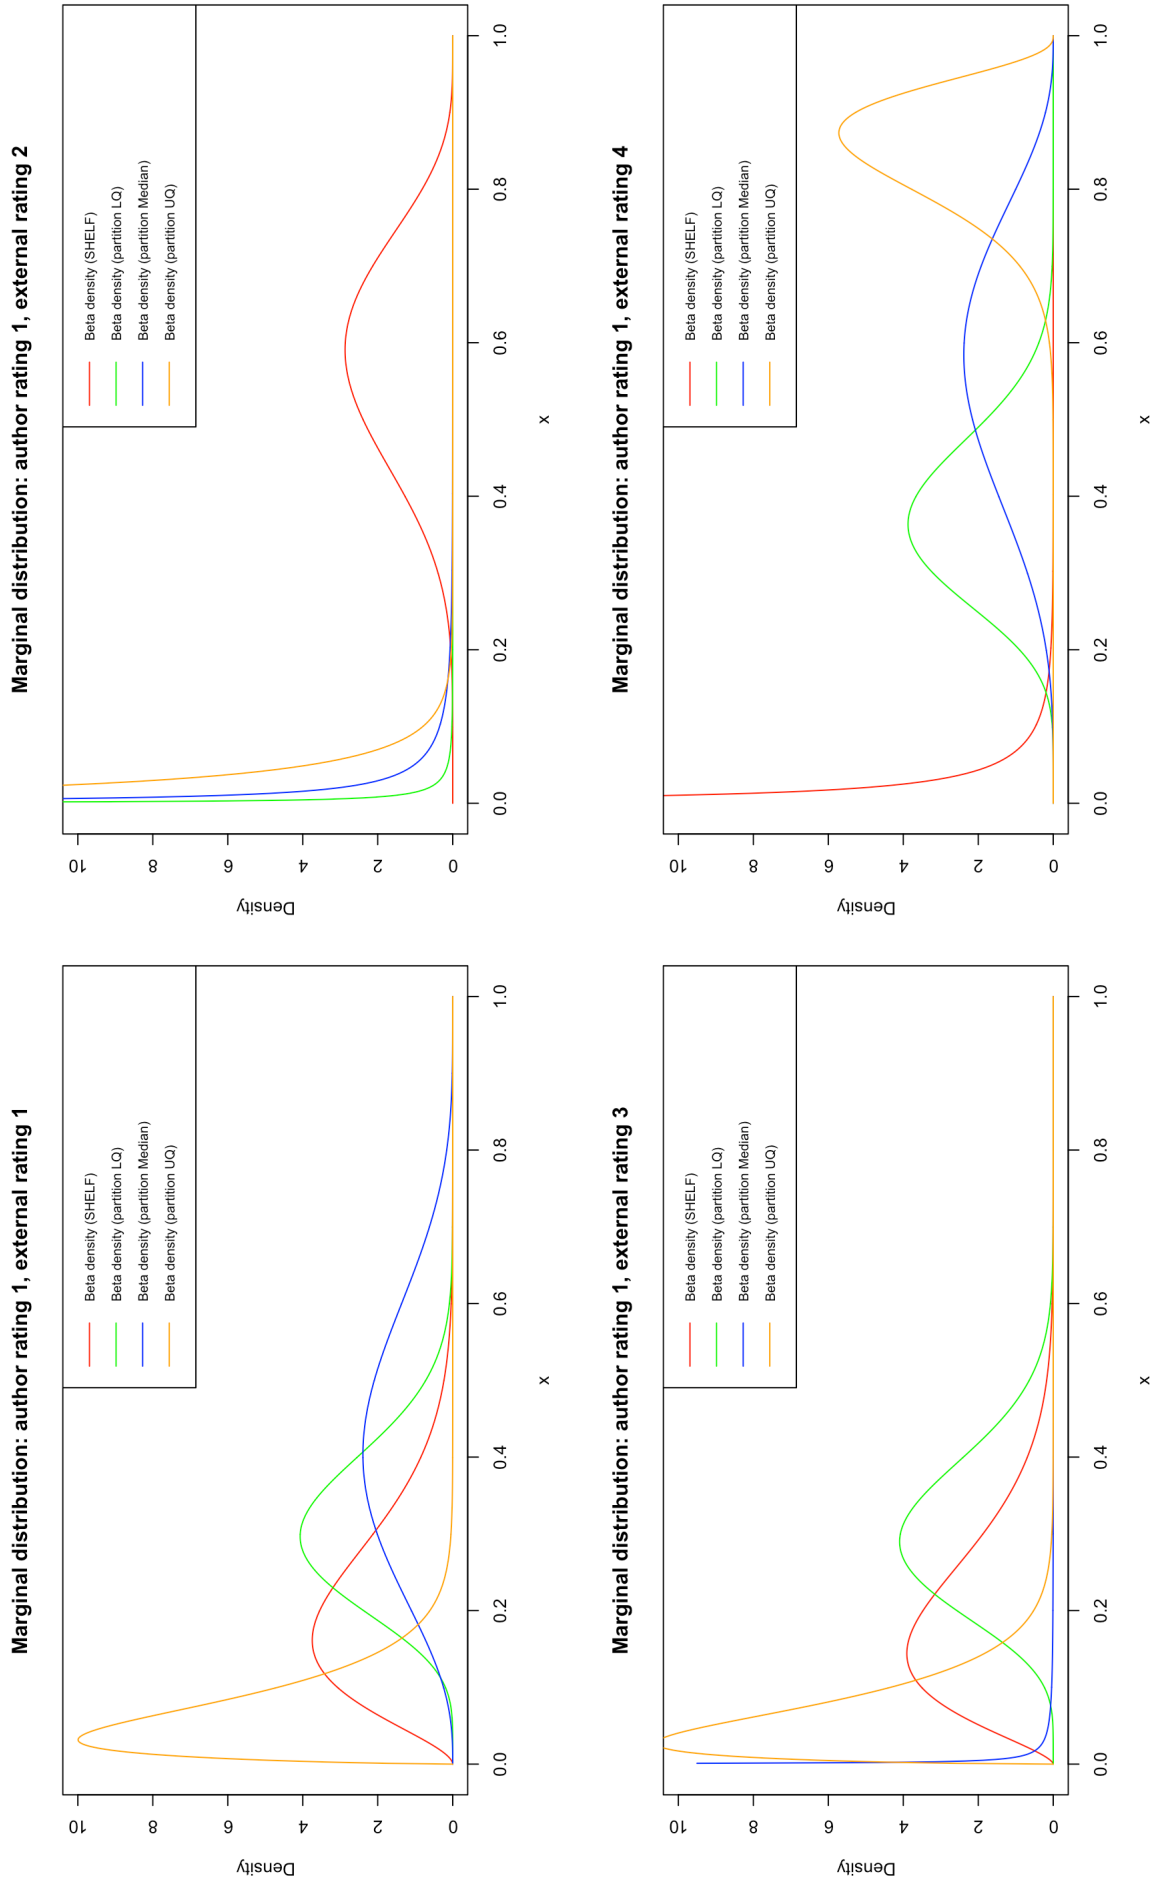 Marginal distribution: author rating 1, external rating 1
Density
0 2 4 6 8 10
Beta density (SHELF)
Beta density (partition LQ)
Beta density (partition Median)
Beta density (partition UQ)
0.0 0.2 0.4 0.6 0.8 1.0
x
Marginal distribution: author rating 1, external rating 2
Density
0 2 4 6 8 10
Beta density (SHELF)
Beta density (partition LQ)
Beta density (partition Median)
Beta density (partition UQ)
0.0 0.2 0.4 0.6 0.8 1.0
x
Marginal distribution: author rating 1, external rating 3
Density
0 2 4 6 8 10
Beta density (SHELF)
Beta density (partition LQ)
Beta density (partition Median)
Beta density (partition UQ)
0.0 0.2 0.4 0.6 0.8 1.0
x
Marginal distribution: author rating 1, external rating 4
Density
0 2 4 6 8 10
Beta density (SHELF)
Beta density (partition LQ)
Beta density (partition Median)
Beta density (partition UQ)
0.0 0.2 0.4 0.6 0.8 1.0
x